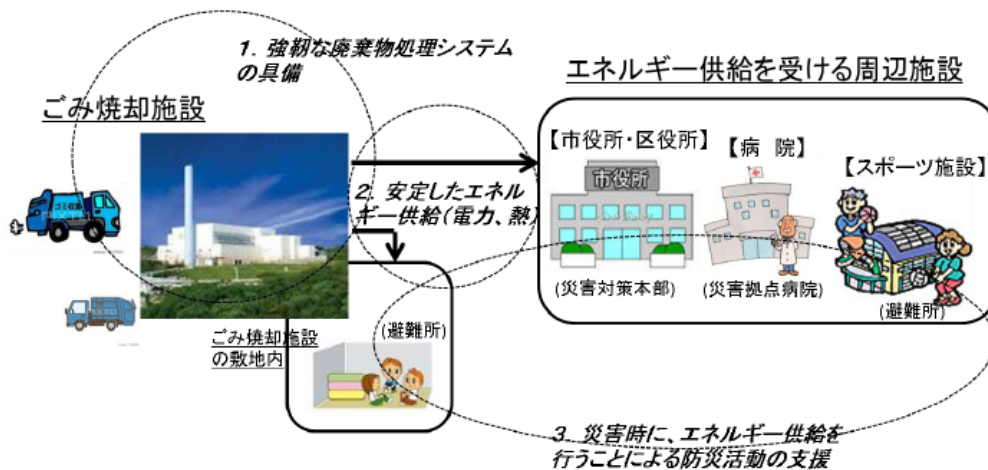 1. 強靭な廃棄物処理システム
の具備
エネルギー供給を受ける周辺施設
ごみ焼却施設
【市役所・区役所】
【病 院】
【スポーツ施設】
市役所
2. 安定したエネル
ギー供給(電力、熱)
(災害対策本部)
(災害拠点病院)
(避難所)
(避難所)
ごみ焼却施設
の敷地内
3. 災害時に、エネルギー供給を
行うことによる防災活動の支援